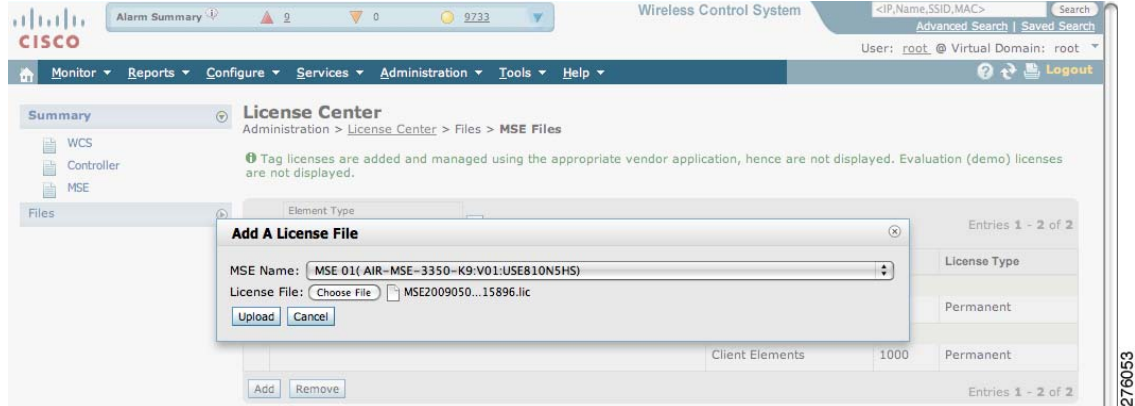 CISCO
Alarm Summary 9 0 9733
Wireless Control System
<IP,Name,SSID,MAC> Search
Advanced Search | Saved Search
User: root @ Virtual Domain: root
Monitor Reports Configure Services Administration Tools Help Logout
Summary
WCS
Controller
MSE
Files
License Center
Administration > License Center > Files > MSE Files
Tag licenses are added and managed using the appropriate vendor application, hence are not displayed. Evaluation (demo) licenses
are not displayed.
Element Type
Entries 1 - 2 of 2
Add A License File
MSE Name: MSE 01( AIR-MSE-3350-K9:V01:USE810N5HS)
License File: Choose File MSE2009050...15896.lic
Upload Cancel
License Type
Permanent
Client Elements 1000 Permanent
Add Remove
Entries 1 - 2 of 2
276053